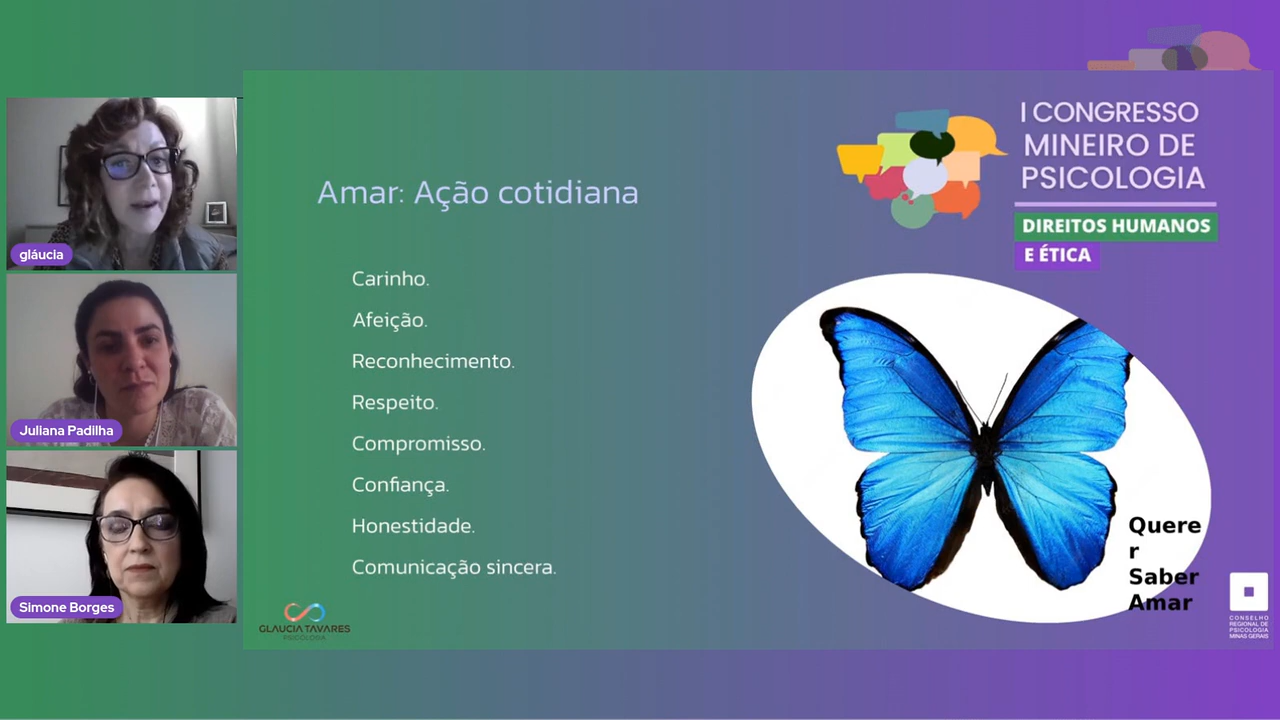 gláucia
Juliana Padilha
Simone Borges
Amar: Ação cotidiana
Carinho.
Afeição.
Reconhecimento.
Respeito.
Compromisso.
Confiança.
Honestidade.
Comunicação sincera.
GLAUCIA TAVARES
PSICOLOGIA
I CONGRESSO
MINEIRO DE
PSICOLOGIA
DIREITOS HUMANOS
E ÉTICA
Quere
r
Saber
Amar
CONSELHO
REGIONAL DE
PSICOLOGIA
MINAS GERAIS